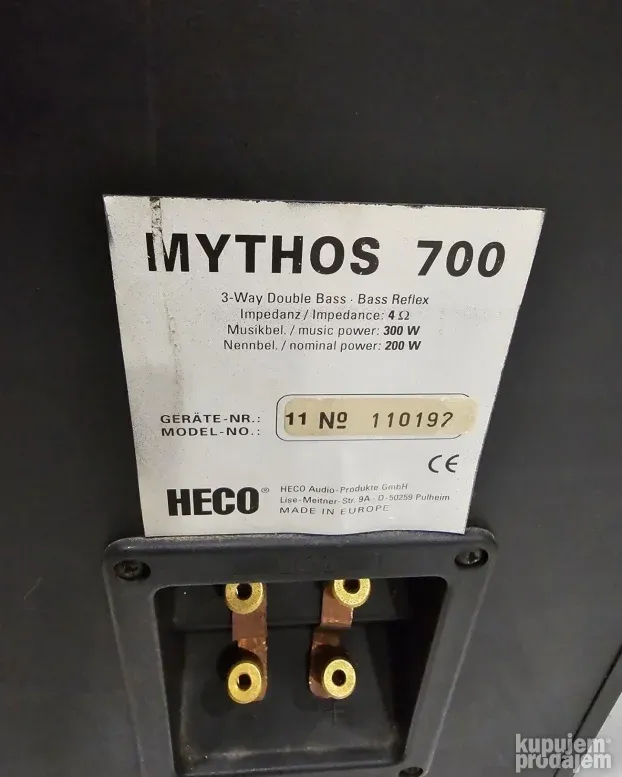 MYTHOS 700
3-Way Double Bass · Bass Reflex
Impedanz / Impedance: 4 Ω
Musikbel. / music power: 300 W
Nennbel. / nominal power: 200 W
GERÄTE-NR.:
MODEL-NO.:
11 Nº 110192
CE
HECO®
HECO Audio-Produkte GmbH
Lise-Meitner-Str. 9A · D-50259 Pulheim
MADE IN EUROPE
kupujem
prodajem